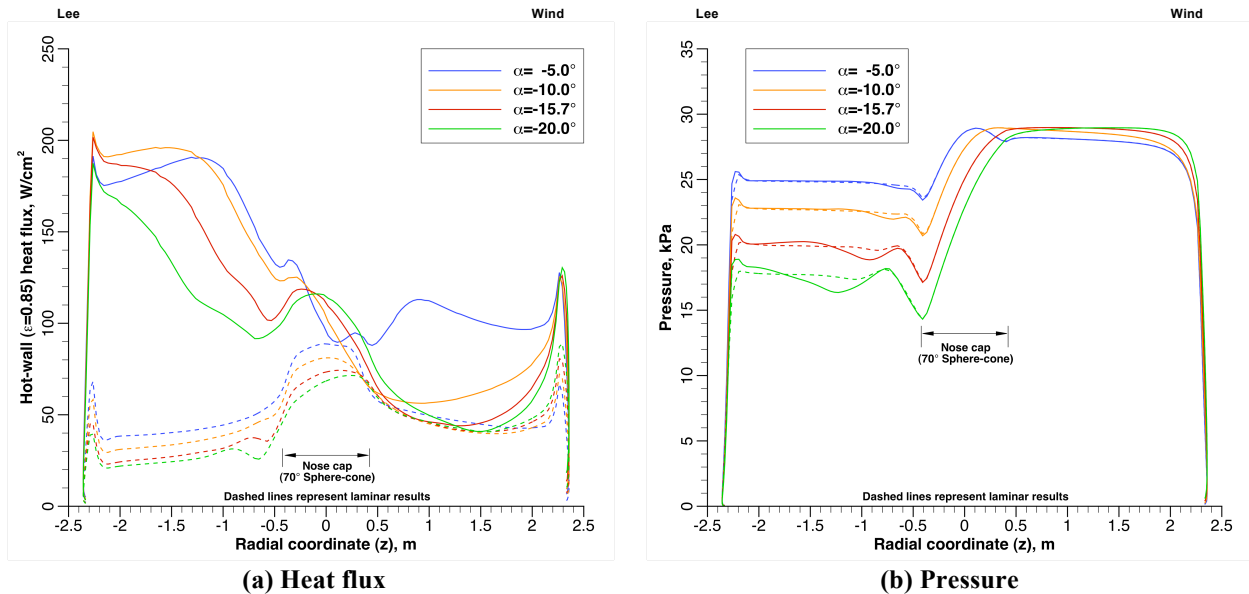 Lee
Wind
250
200
150
100
50
0
Hot-wall (ε=0.85) heat flux, W/cm²
α= -5.0°
α=-10.0°
α=-15.7°
α=-20.0°
Nose cap
(70° Sphere-cone)
Dashed lines represent laminar results
-2.5 -2 -1.5 -1 -0.5 0 0.5 1 1.5 2 2.5
Radial coordinate (z), m
(a) Heat flux
Lee
Wind
35
30
25
20
15
10
5
0
Pressure, kPa
α= -5.0°
α=-10.0°
α=-15.7°
α=-20.0°
Nose cap
(70° Sphere-cone)
Dashed lines represent laminar results
-2.5 -2 -1.5 -1 -0.5 0 0.5 1 1.5 2 2.5
Radial coordinate (z), m
(b) Pressure